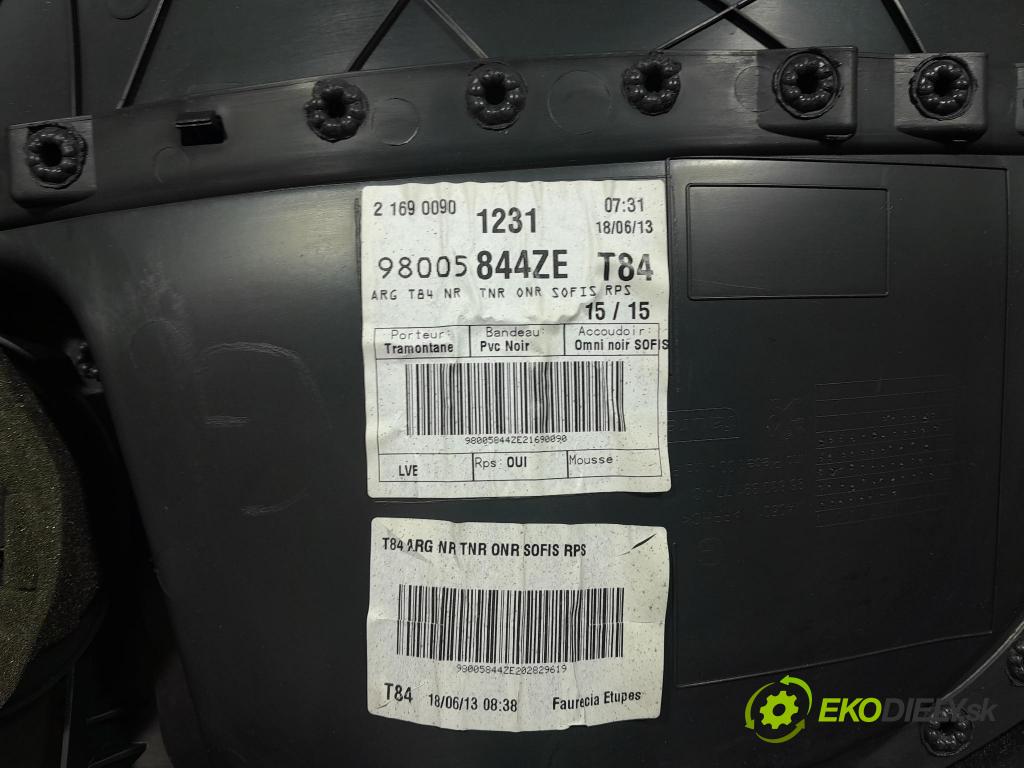 2 169 0090 1231 07:31
18/06/13
98005 844ZE T84
ARG T84 NR TNR ONR SOFIS RPS
15 / 15
Porteur: Bandeau: Accoudoir:
Tramontane Pvc Noir Omni noir SOFIS
98005844ZE21690090
LVE Rps: OUI Mousse:
T84 ARG NR TNR ONR SOFIS RPS
98005844ZE202829619
T84 18/06/13 08:38 Faurecia Etupes
EKODIELY.sk